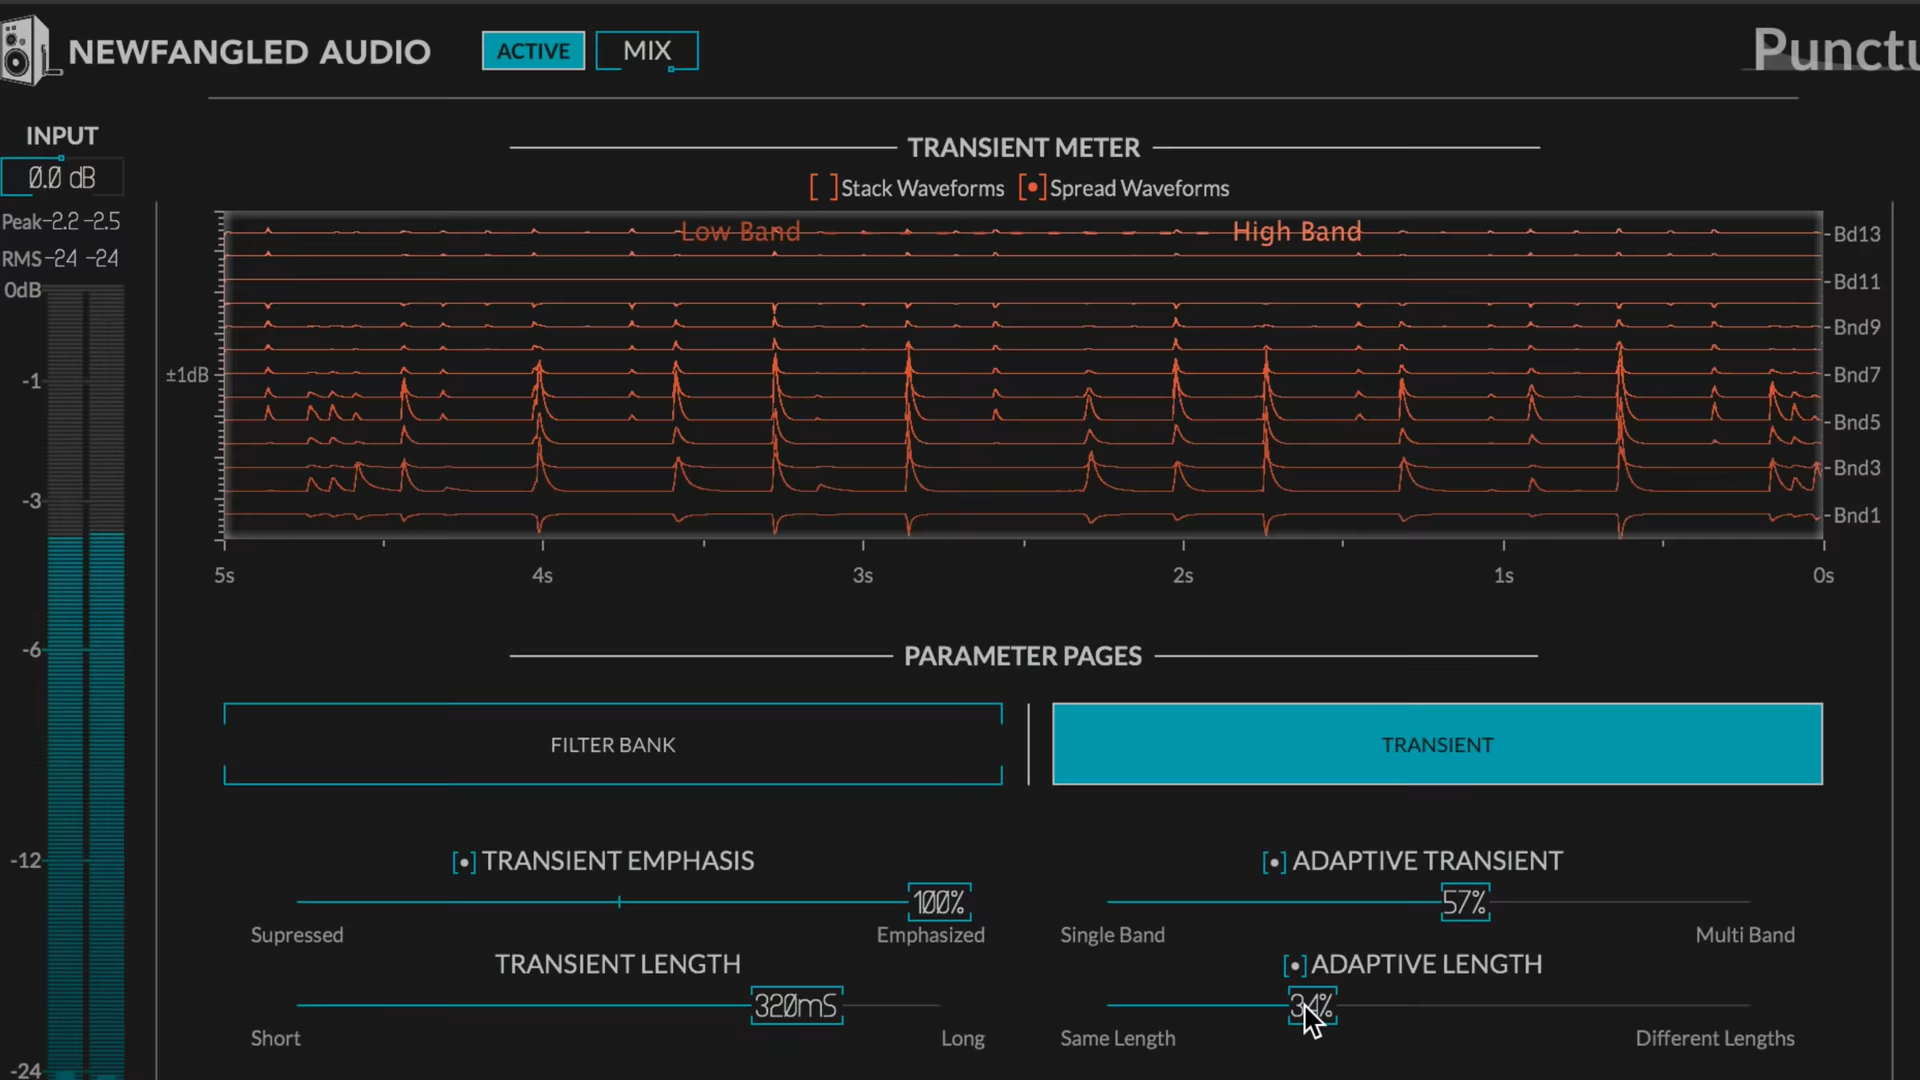 NEWFANGLED AUDIO
ACTIVE
MIX
Punctu
INPUT
0.0 dB
Peak -2.2 -2.5
RMS -24 -24
0dB
-1
-3
-6
-12
-24
TRANSIENT METER
Stack Waveforms
Spread Waveforms
Low Band
High Band
±1dB
Bd13
Bd11
Bnd9
Bnd7
Bnd5
Bnd3
Bnd1
5s 4s 3s 2s 1s 0s
PARAMETER PAGES
FILTER BANK
TRANSIENT
TRANSIENT EMPHASIS
100%
Supressed
Emphasized
ADAPTIVE TRANSIENT
57%
Single Band
Multi Band
TRANSIENT LENGTH
320mS
Short
Long
ADAPTIVE LENGTH
34%
Same Length
Different Lengths